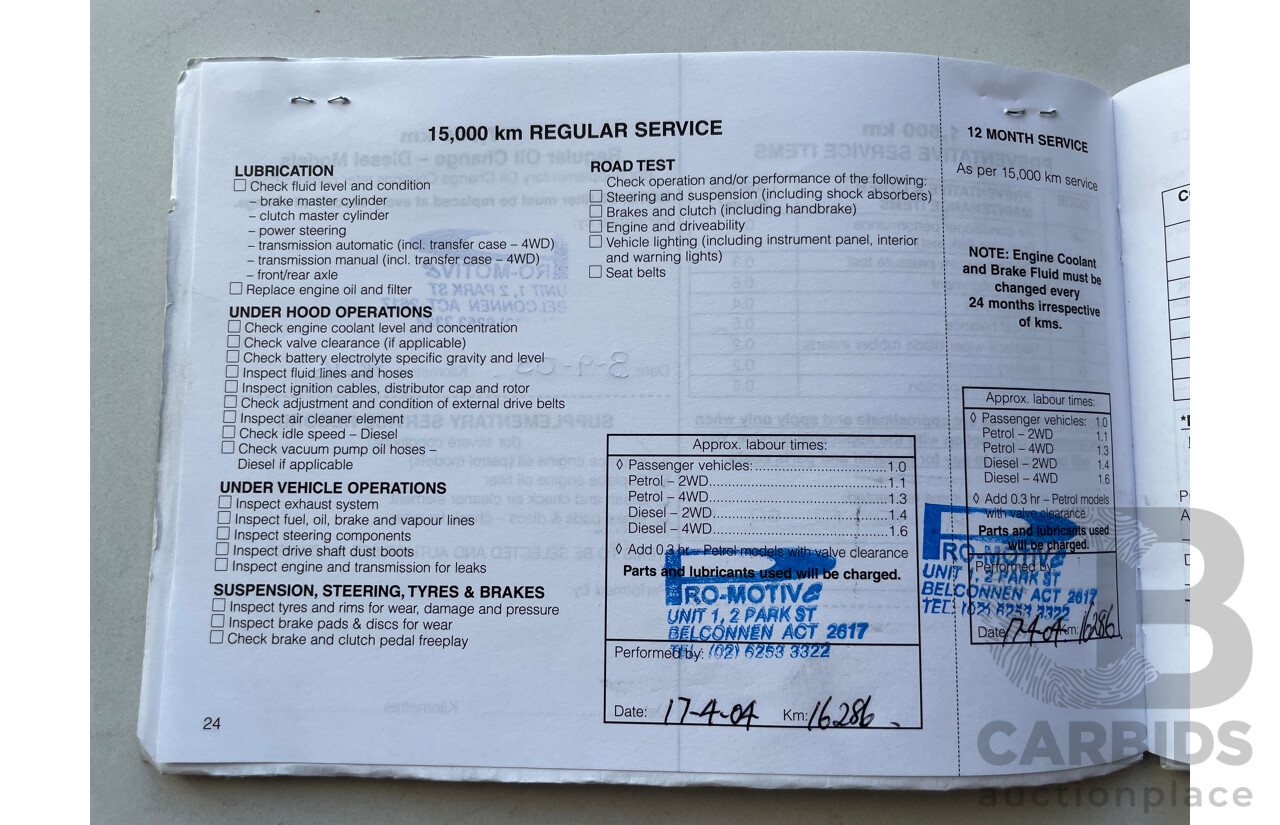 15,000 km REGULAR SERVICE
LUBRICATION
Check fluid level and condition
– brake master cylinder
– clutch master cylinder
– power steering
– transmission automatic (incl. transfer case – 4WD)
– transmission manual (incl. transfer case – 4WD)
– front/rear axle
Replace engine oil and filter
UNDER HOOD OPERATIONS
Check engine coolant level and concentration
Check valve clearance (if applicable)
Check battery electrolyte specific gravity and level
Inspect fluid lines and hoses
Inspect ignition cables, distributor cap and rotor
Check adjustment and condition of external drive belts
Inspect air cleaner element
Check idle speed – Diesel
Check vacuum pump oil hoses –
Diesel if applicable
UNDER VEHICLE OPERATIONS
Inspect exhaust system
Inspect fuel, oil, brake and vapour lines
Inspect steering components
Inspect drive shaft dust boots
Inspect engine and transmission for leaks
SUSPENSION, STEERING, TYRES & BRAKES
Inspect tyres and rims for wear, damage and pressure
Inspect brake pads & discs for wear
Check brake and clutch pedal freeplay
24
ROAD TEST
Check operation and/or performance of the following:
Steering and suspension (including shock absorbers)
Brakes and clutch (including handbrake)
Engine and driveability
Vehicle lighting (including instrument panel, interior
and warning lights)
Seat belts
Approx. labour times:
◊ Passenger vehicles:..............................1.0
Petrol – 2WD........................................1.1
Petrol – 4WD........................................1.3
Diesel – 2WD........................................1.4
Diesel – 4WD........................................1.6
◊ Add 0.3 hr – Petrol models with valve clearance
Parts and lubricants used will be charged.
PRO-MOTIVE
UNIT 1, 2 PARK ST
BELCONNEN ACT 2617
TEL: (02) 6253 3322
Performed by:
Date: 17-4-04 Km: 16286
12 MONTH SERVICE
As per 15,000 km service
NOTE: Engine Coolant
and Brake Fluid must be
changed every
24 months irrespective
of kms.
Approx. labour times:
◊ Passenger vehicles: 1.0
Petrol – 2WD 1.1
Petrol – 4WD 1.3
Diesel – 2WD 1.4
Diesel – 4WD 1.6
◊ Add 0.3 hr – Petrol models
with valve clearance
Parts and lubricants used
will be charged.
PRO-MOTIVE
Performed by:
UNIT 1, 2 PARK ST
BELCONNEN ACT 2617
TEL: (02) 6253 3322
Date: 17-4-04 Km: 16286
CARBIDS
auctionplace